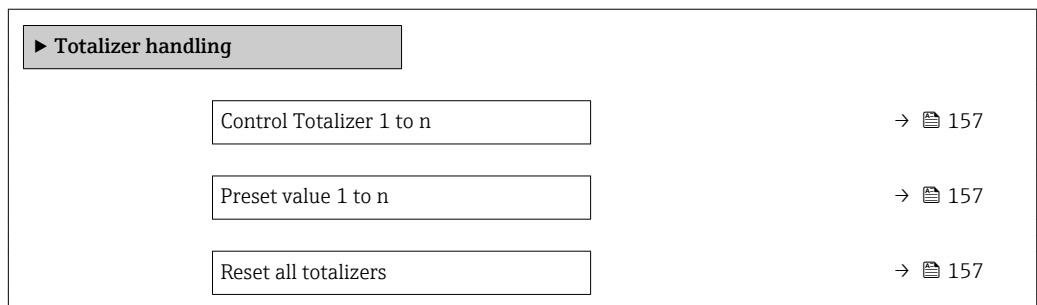 ▶ Totalizer handling
Control Totalizer 1 to n → 157
Preset value 1 to n → 157
Reset all totalizers → 157